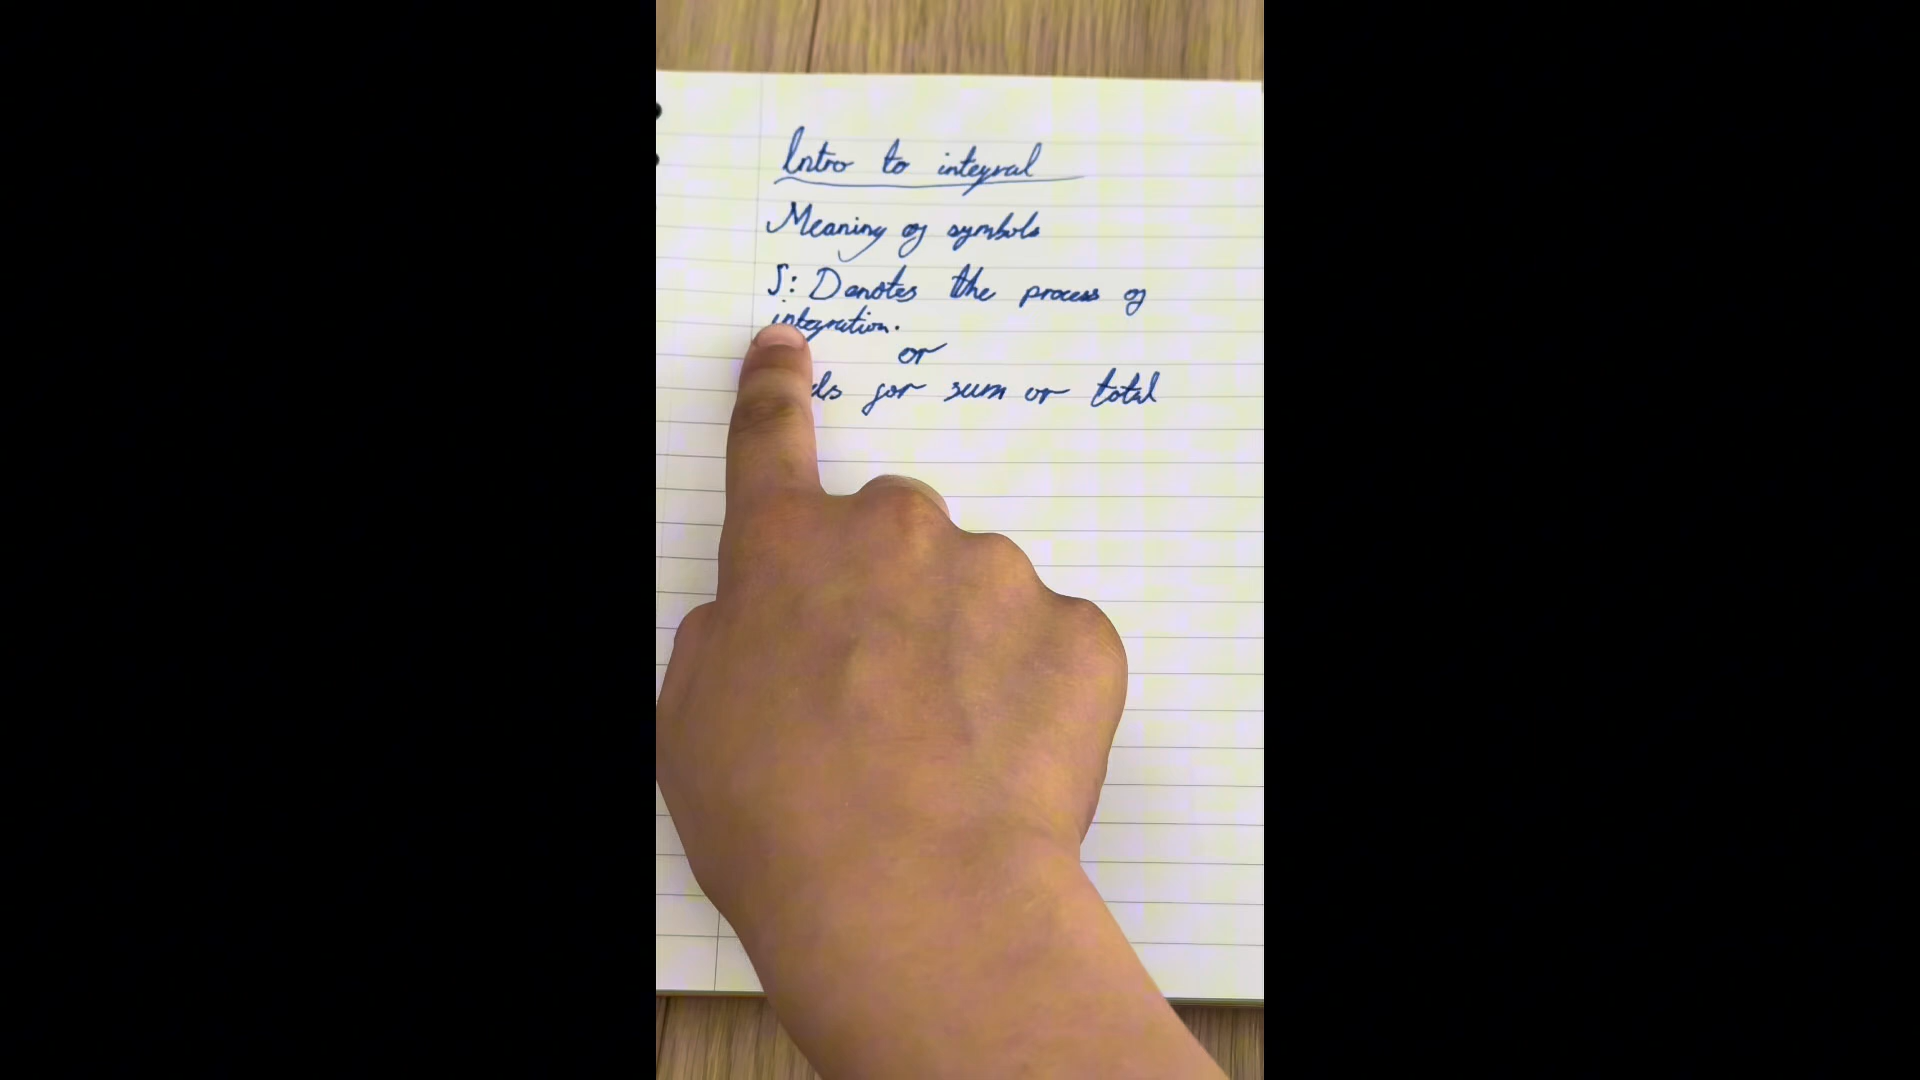 Intro to integral
Meaning of symbols
∫: Denotes the process of
integration.
or
ds for sum or total